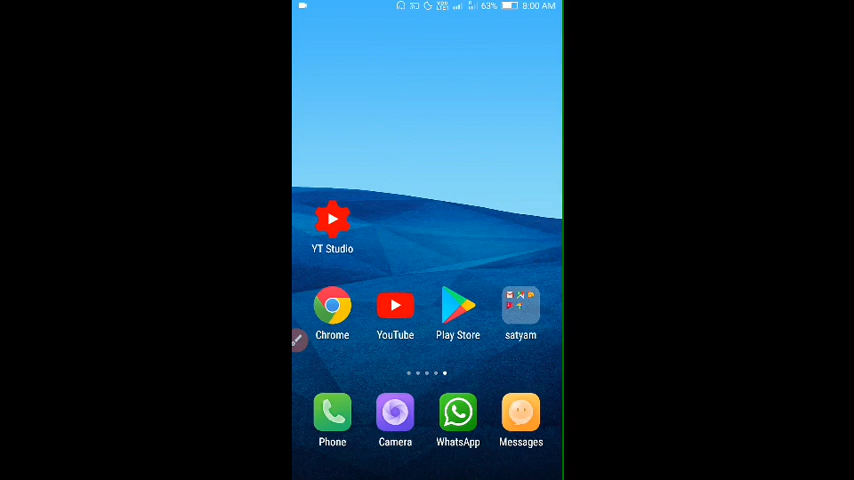 63% 8:00 AM
YT Studio
Chrome YouTube Play Store satyam
Phone Camera WhatsApp Messages